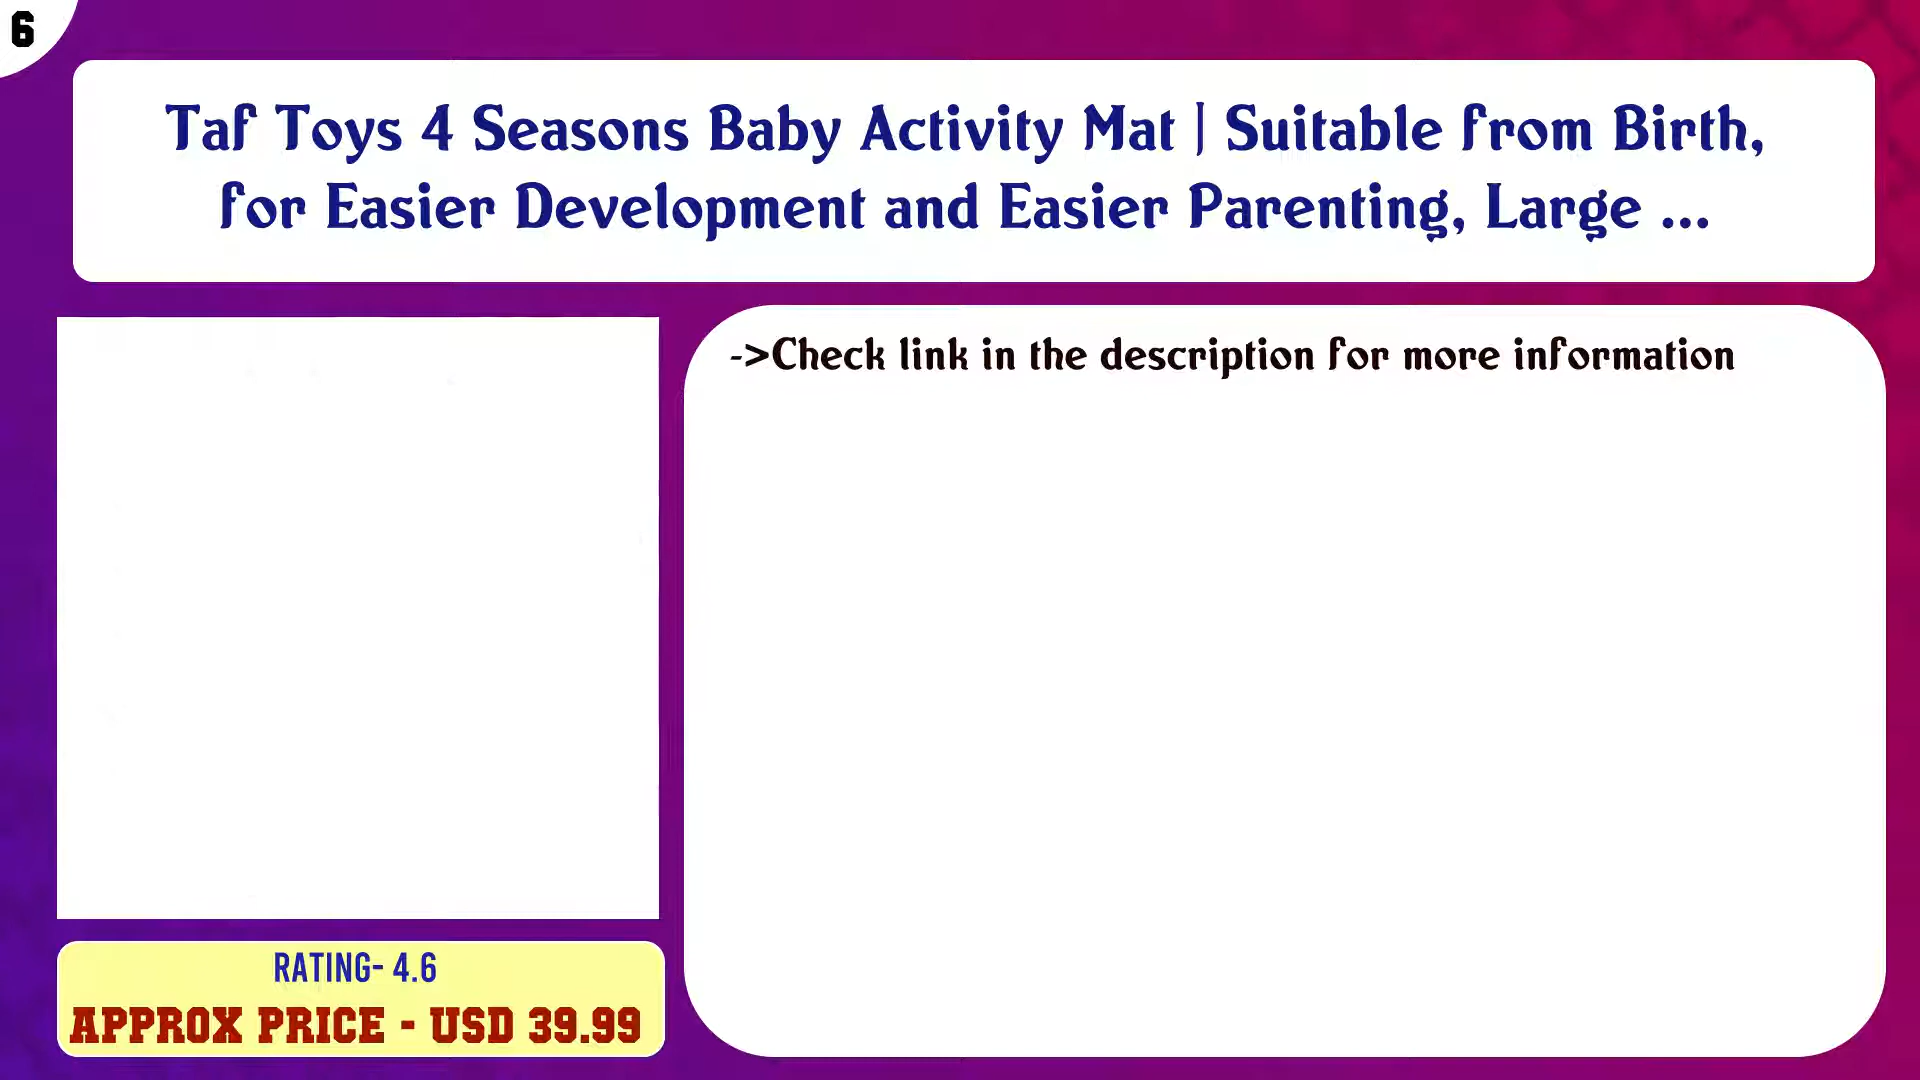 6
Taf Toys 4 Seasons Baby Activity Mat | Suitable from Birth,
for Easier Development and Easier Parenting, Large ...
->Check link in the description for more information
RATING- 4.6
APPROX PRICE - USD 39.99